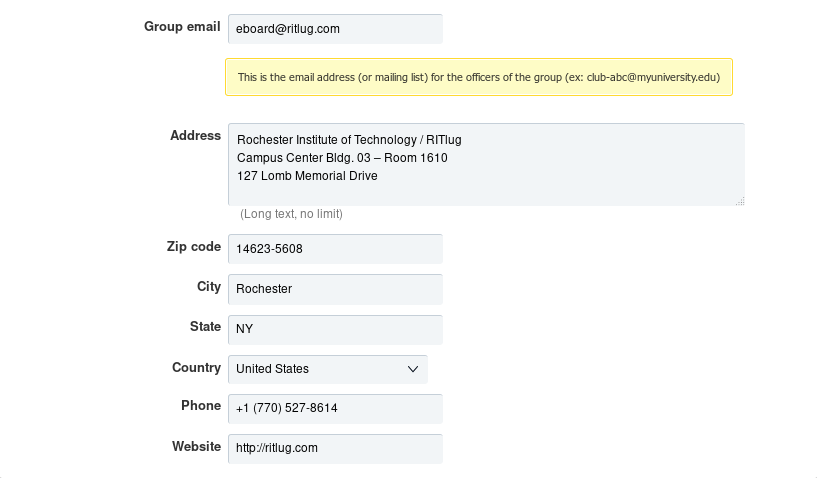 Group email eboard@ritlug.com
This is the email address (or mailing list) for the officers of the group (ex: club-abc@myuniversity.edu)
Address Rochester Institute of Technology / RITlug
Campus Center Bldg. 03 – Room 1610
127 Lomb Memorial Drive
(Long text, no limit)
Zip code 14623-5608
City Rochester
State NY
Country United States
Phone +1 (770) 527-8614
Website http://ritlug.com